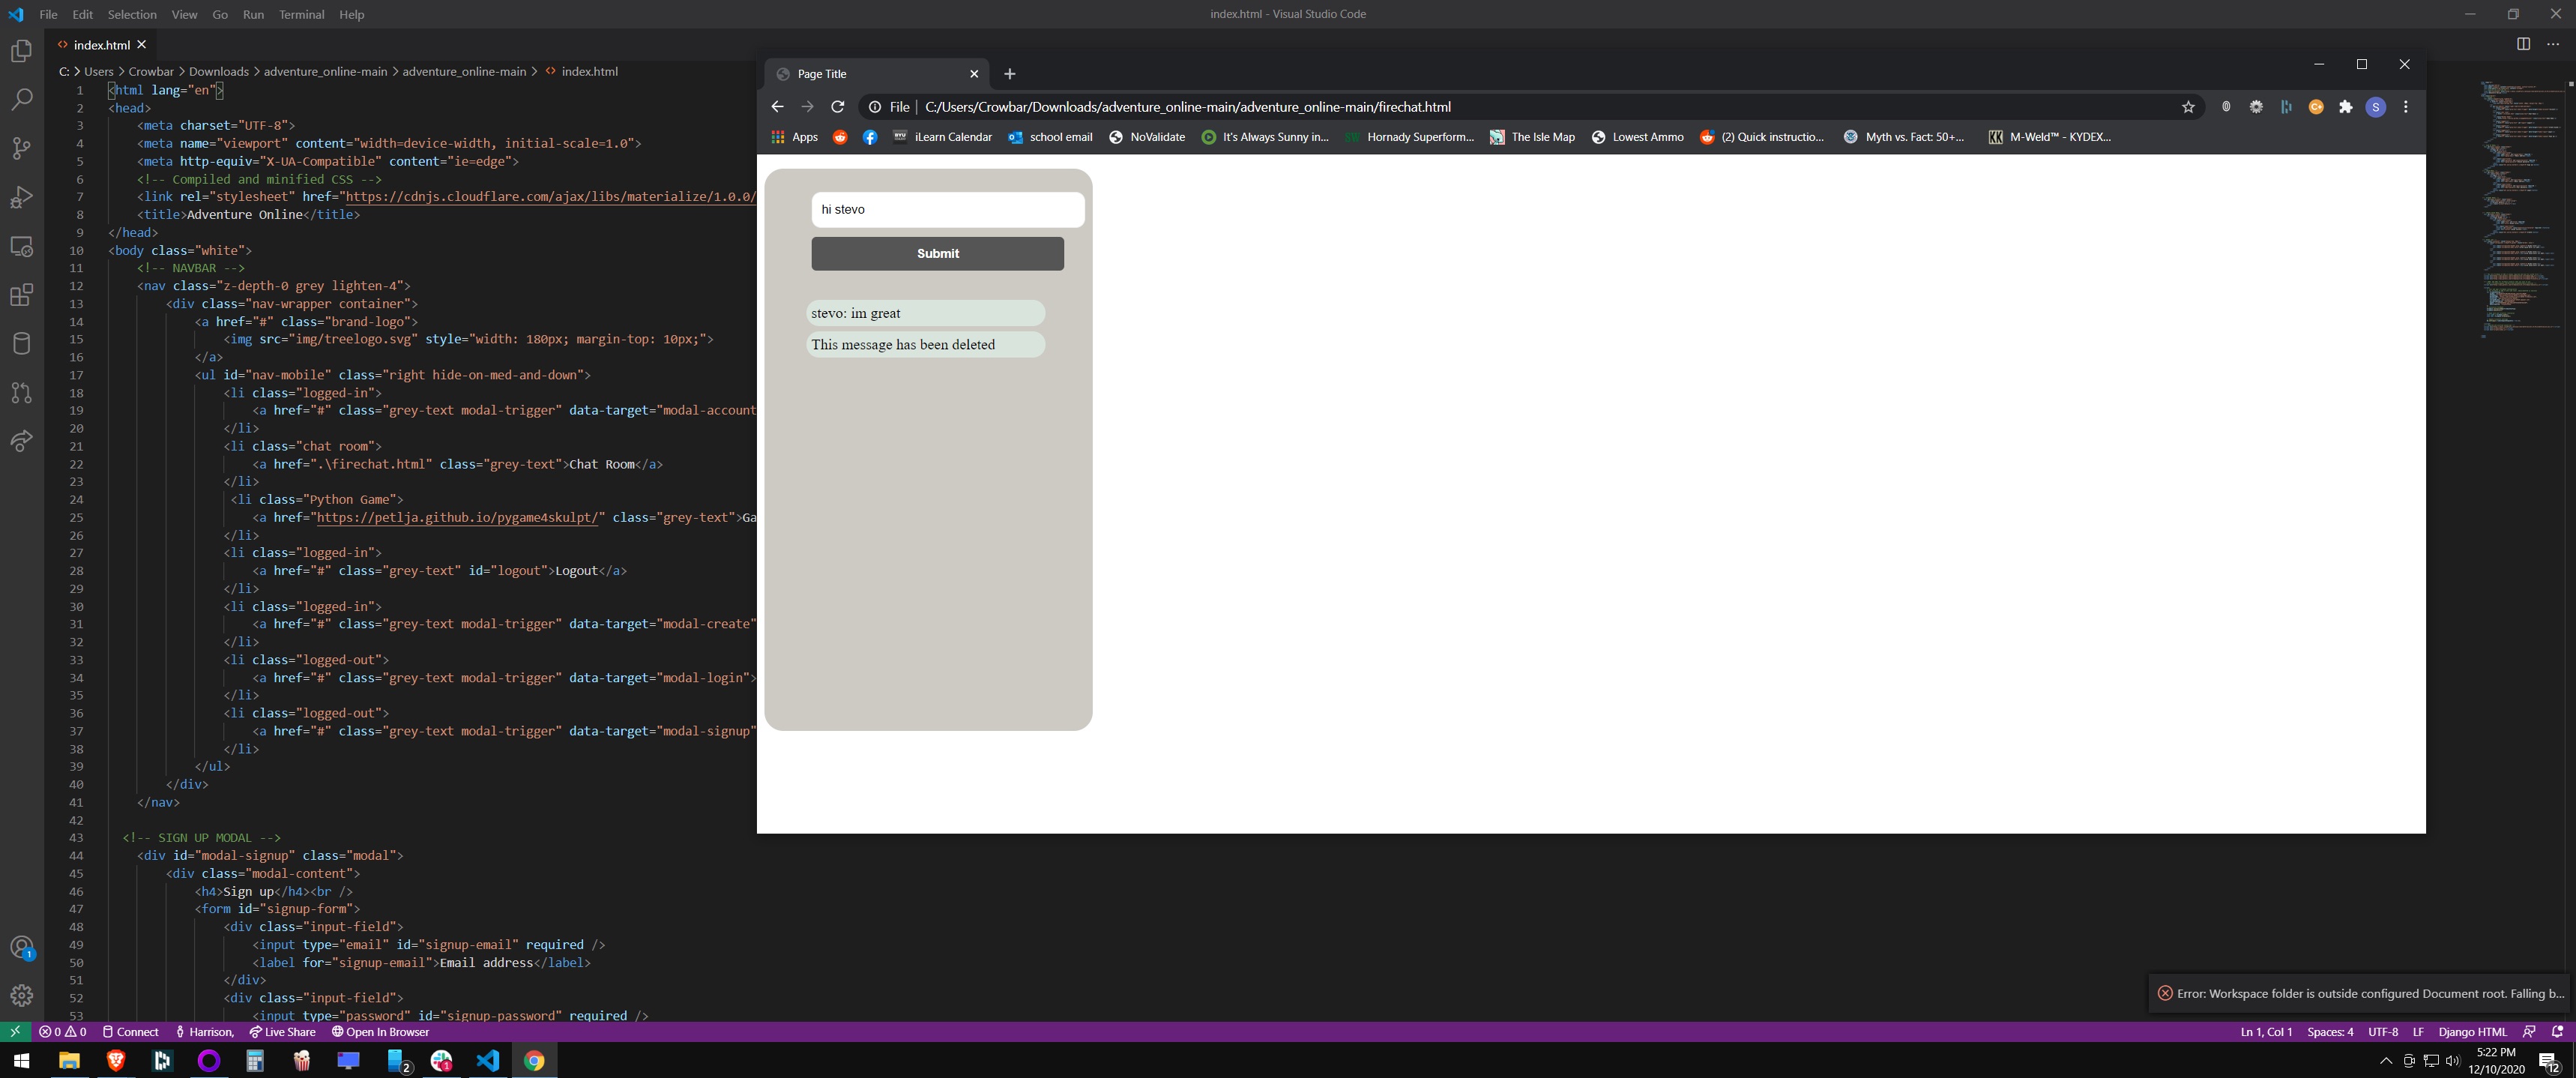 File Edit Selection View Go Run Terminal Help
index.html - Visual Studio Code
index.html
C: > Users > Crowbar > Downloads > adventure_online-main > adventure_online-main > index.html
1 <html lang="en">
2 <head>
3 <meta charset="UTF-8">
4 <meta name="viewport" content="width=device-width, initial-scale=1.0">
5 <meta http-equiv="X-UA-Compatible" content="ie=edge">
6 <!-- Compiled and minified CSS -->
7 <link rel="stylesheet" href="https://cdnjs.cloudflare.com/ajax/libs/materialize/1.0.0/
8 <title>Adventure Online</title>
9 </head>
10 <body class="white">
11 <!-- NAVBAR -->
12 <nav class="z-depth-0 grey lighten-4">
13 <div class="nav-wrapper container">
14 <a href="#" class="brand-logo">
15 <img src="img/treelogo.svg" style="width: 180px; margin-top: 10px;">
16 </a>
17 <ul id="nav-mobile" class="right hide-on-med-and-down">
18 <li class="logged-in">
19 <a href="#" class="grey-text modal-trigger" data-target="modal-account
20 </li>
21 <li class="chat room">
22 <a href=".\firechat.html" class="grey-text">Chat Room</a>
23 </li>
24 <li class="Python Game">
25 <a href="https://petlja.github.io/pygame4skulpt/" class="grey-text">Ga
26 </li>
27 <li class="logged-in">
28 <a href="#" class="grey-text" id="logout">Logout</a>
29 </li>
30 <li class="logged-in">
31 <a href="#" class="grey-text modal-trigger" data-target="modal-create"
32 </li>
33 <li class="logged-out">
34 <a href="#" class="grey-text modal-trigger" data-target="modal-login">
35 </li>
36 <li class="logged-out">
37 <a href="#" class="grey-text modal-trigger" data-target="modal-signup"
38 </li>
39 </ul>
40 </div>
41 </nav>
42
43 <!-- SIGN UP MODAL -->
44 <div id="modal-signup" class="modal">
45 <div class="modal-content">
46 <h4>Sign up</h4><br />
47 <form id="signup-form">
48 <div class="input-field">
49 <input type="email" id="signup-email" required />
50 <label for="signup-email">Email address</label>
51 </div>
52 <div class="input-field">
53 <input type="password" id="signup-password" required />
Page Title
File | C:/Users/Crowbar/Downloads/adventure_online-main/adventure_online-main/firechat.html
S
Apps iLearn Calendar school email NoValidate It's Always Sunny in... Hornady Superform... The Isle Map Lowest Ammo (2) Quick instructio... Myth vs. Fact: 50+... M-Weld™ - KYDEX...
hi stevo
Submit
stevo: im great
This message has been deleted
Error: Workspace folder is outside configured Document root. Falling b...
1
0 0 Connect Harrison, Live Share Open In Browser
Ln 1, Col 1 Spaces: 4 UTF-8 LF Django HTML
2
1
5:22 PM
12/10/2020
12